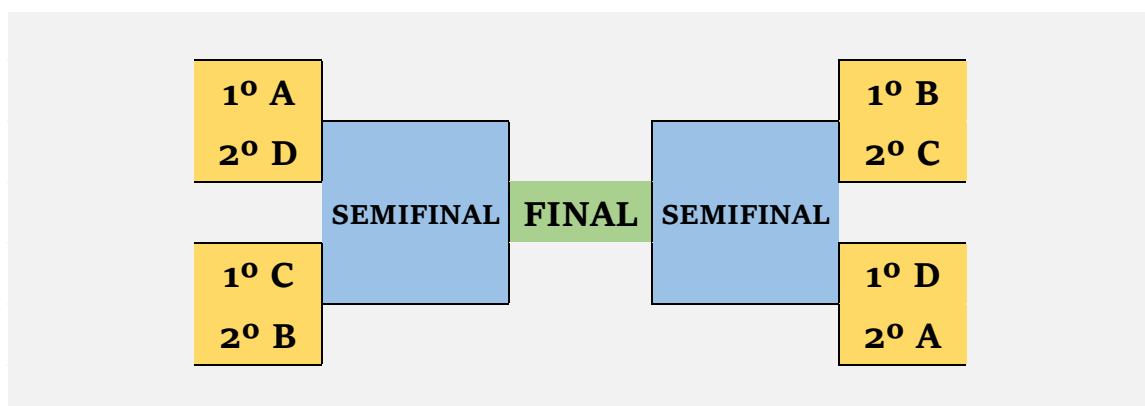 1º A
2º D
1º C
2º B
SEMIFINAL
FINAL
SEMIFINAL
1º B
2º C
1º D
2º A